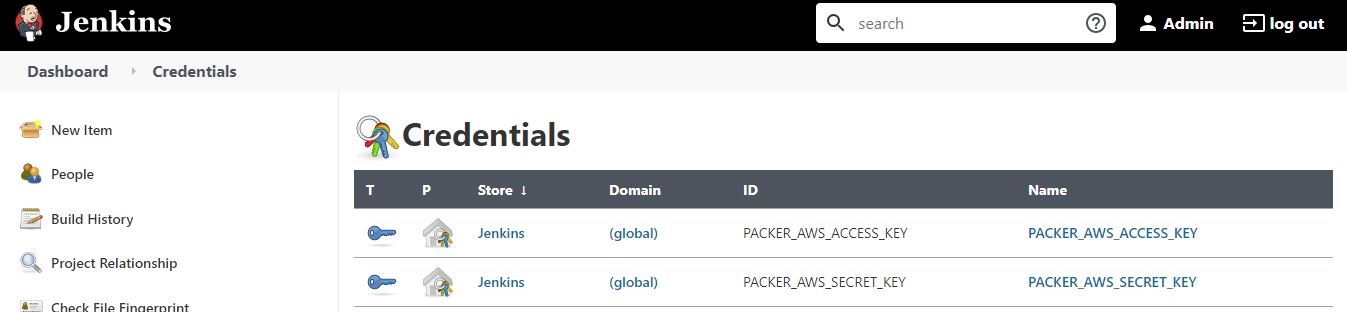 Jenkins
search
Admin
log out
Dashboard
Credentials
New Item
People
Build History
Project Relationship
Check File Fingerprint
Credentials
T P Store ↓ Domain ID Name
Jenkins (global) PACKER_AWS_ACCESS_KEY PACKER_AWS_ACCESS_KEY
Jenkins (global) PACKER_AWS_SECRET_KEY PACKER_AWS_SECRET_KEY